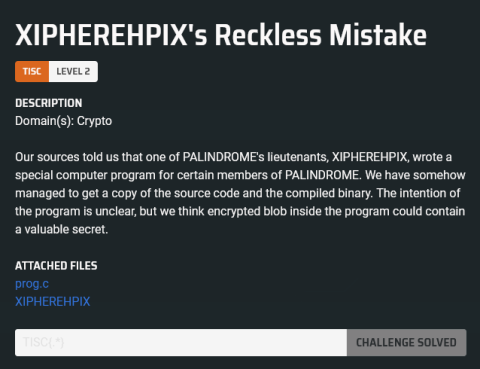 XIPHEREHPIX's Reckless Mistake
TISC LEVEL 2
DESCRIPTION
Domain(s): Crypto
Our sources told us that one of PALINDROME's lieutenants, XIPHEREHPIX, wrote a
special computer program for certain members of PALINDROME. We have somehow
managed to get a copy of the source code and the compiled binary. The intention of
the program is unclear, but we think encrypted blob inside the program could contain
a valuable secret.
ATTACHED FILES
prog.c
XIPHEREHPIX
TISC{.*} CHALLENGE SOLVED